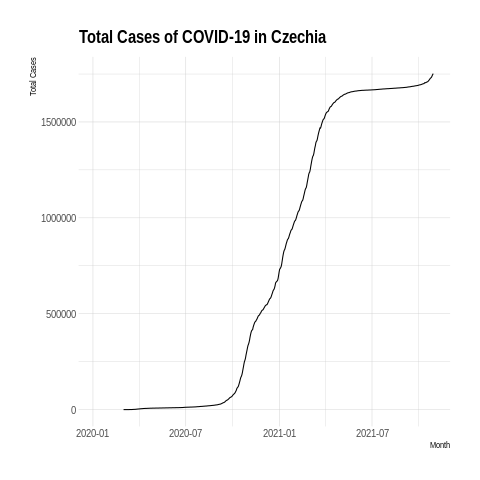 Total Cases of COVID-19 in Czechia
Total Cases
1500000
1000000
500000
0
2020-01 2020-07 2021-01 2021-07
Month